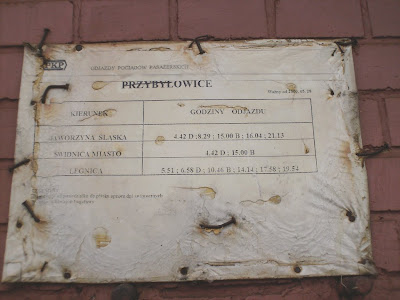 PKP
ODJAZDY POCIĄGÓW PASAŻERSKICH
PRZYBYŁOWICE
KIERUNEK GODZINY ODJAZDU
JAWORZYNA ŚLĄSKA 4.42 D ; 8.29 ; 15.00 B ; 16.04 ; 21.13
ŚWIDNICA MIASTO 4.42 D ; 15.00 B
LEGNICA 5.51 ; 6.58 D ; 10.46 B ; 14.14 ; 17.58 ; 19.54